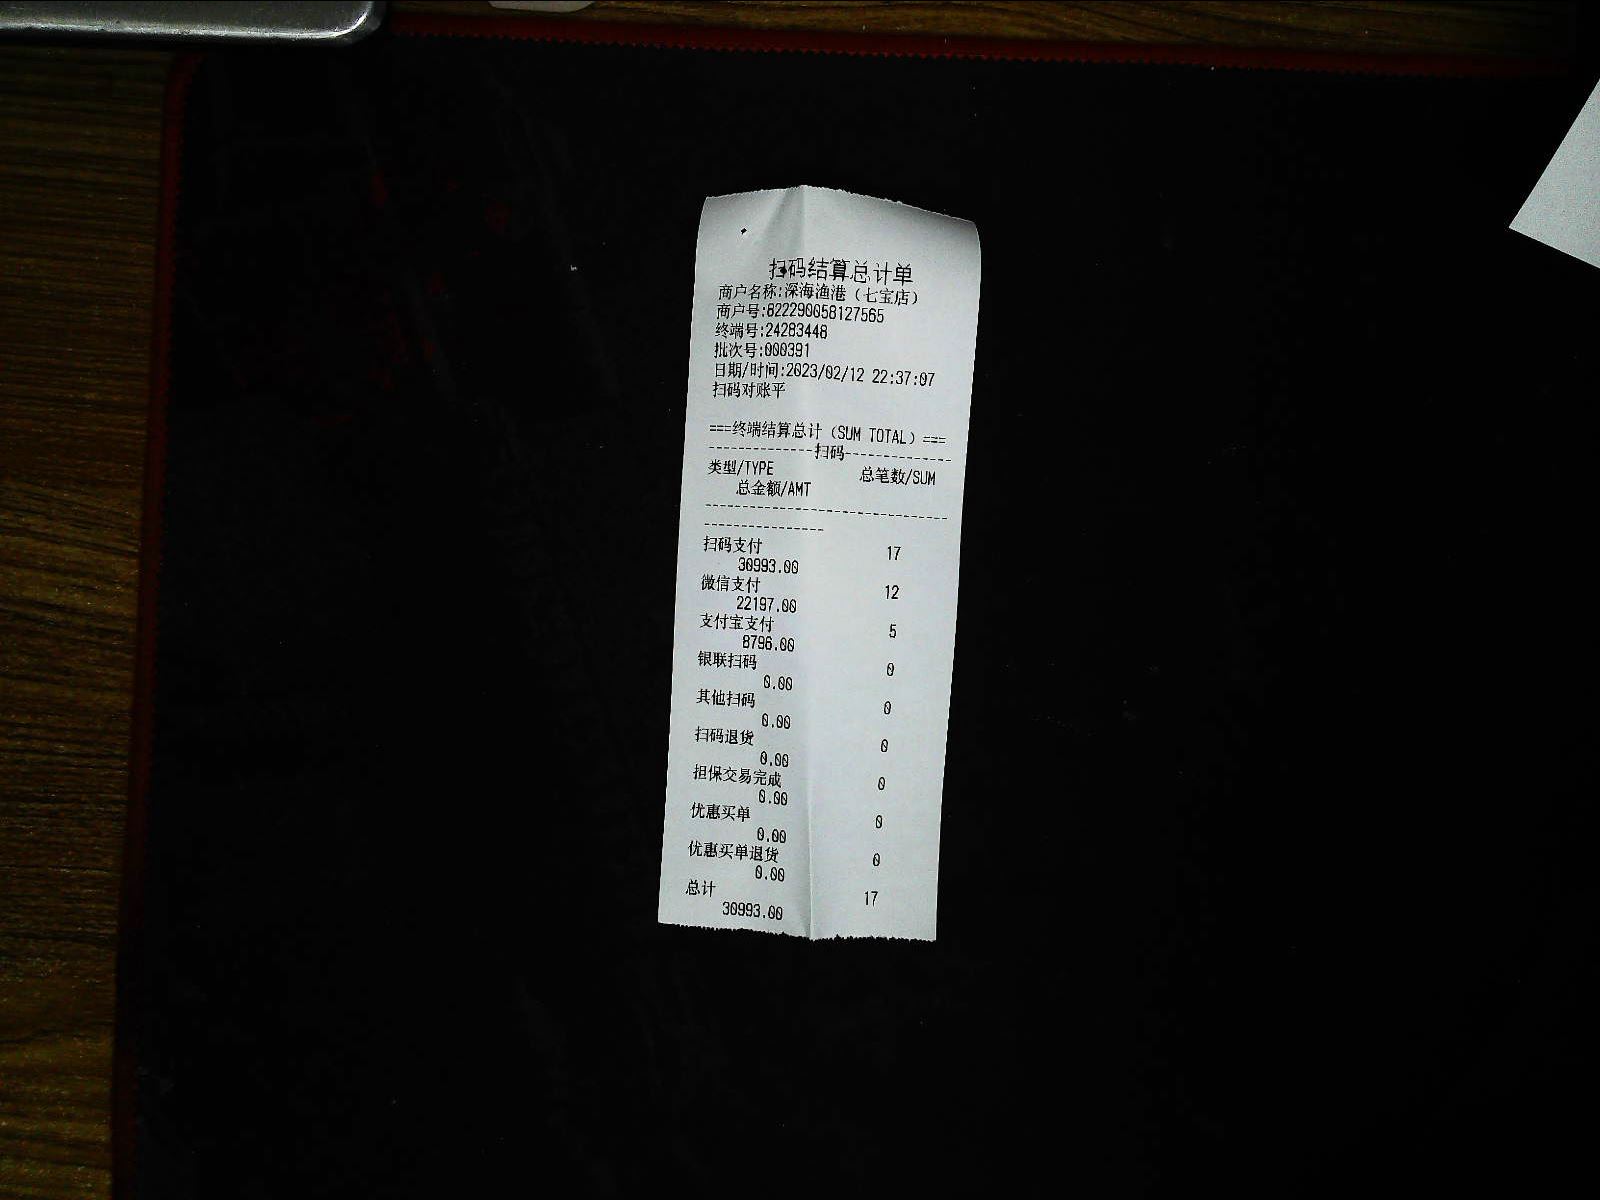 扫码结算总计单
商户名称:深海渔港（七宝店）
商户号:822290058127565
终端号:24283448
批次号:000391
日期/时间:2023/02/12 22:37:07
扫码对账平
===终端结算总计（SUM TOTAL）===
--------------扫码--------------
类型/TYPE 总笔数/SUM
总金额/AMT
---------------------------------
----------------
扫码支付 17
30993.00
微信支付 12
22197.00
支付宝支付 5
8796.00
银联扫码 0
0.00
其他扫码 0
0.00
扫码退货 0
0.00
担保交易完成 0
0.00
优惠买单 0
0.00
优惠买单退货 0
0.00
总计 17
30993.00